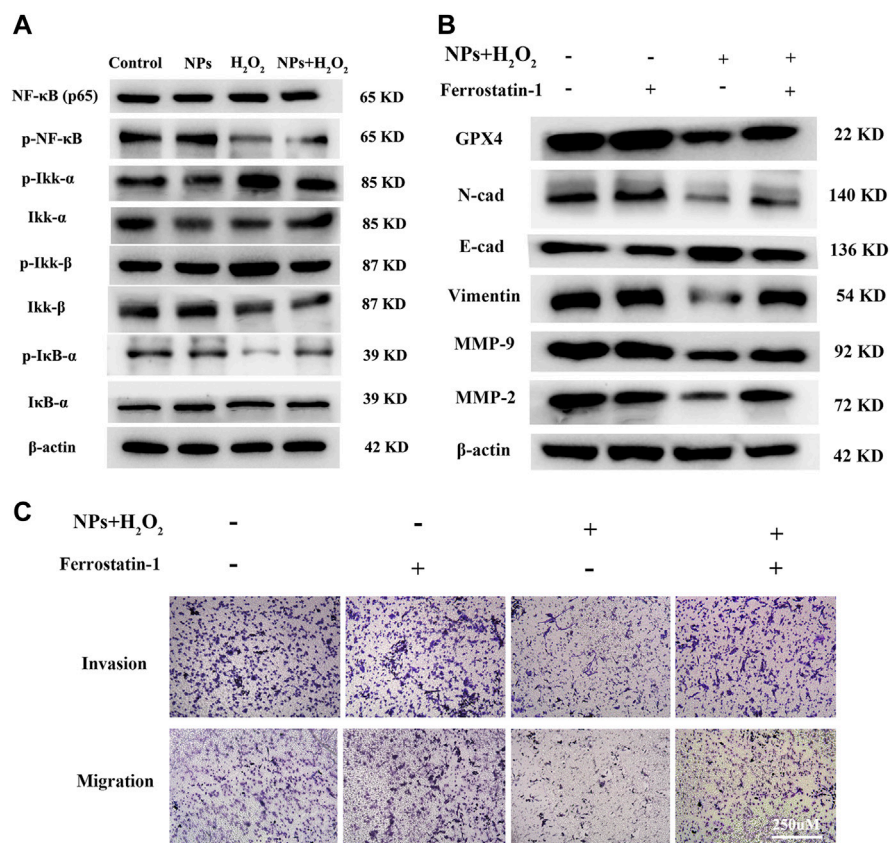 A
Control NPs H₂O₂ NPs+H₂O₂
NF-κB (p65) 65 KD
p-NF-κB 65 KD
p-Ikk-α 85 KD
Ikk-α 85 KD
p-Ikk-β 87 KD
Ikk-β 87 KD
p-IκB-α 39 KD
IκB-α 39 KD
β-actin 42 KD
B
NPs+H₂O₂ - - + +
Ferrostatin-1 - + - +
GPX4 22 KD
N-cad 140 KD
E-cad 136 KD
Vimentin 54 KD
MMP-9 92 KD
MMP-2 72 KD
β-actin 42 KD
C
NPs+H₂O₂ - - + +
Ferrostatin-1 - + - +
Invasion
Migration
250uM